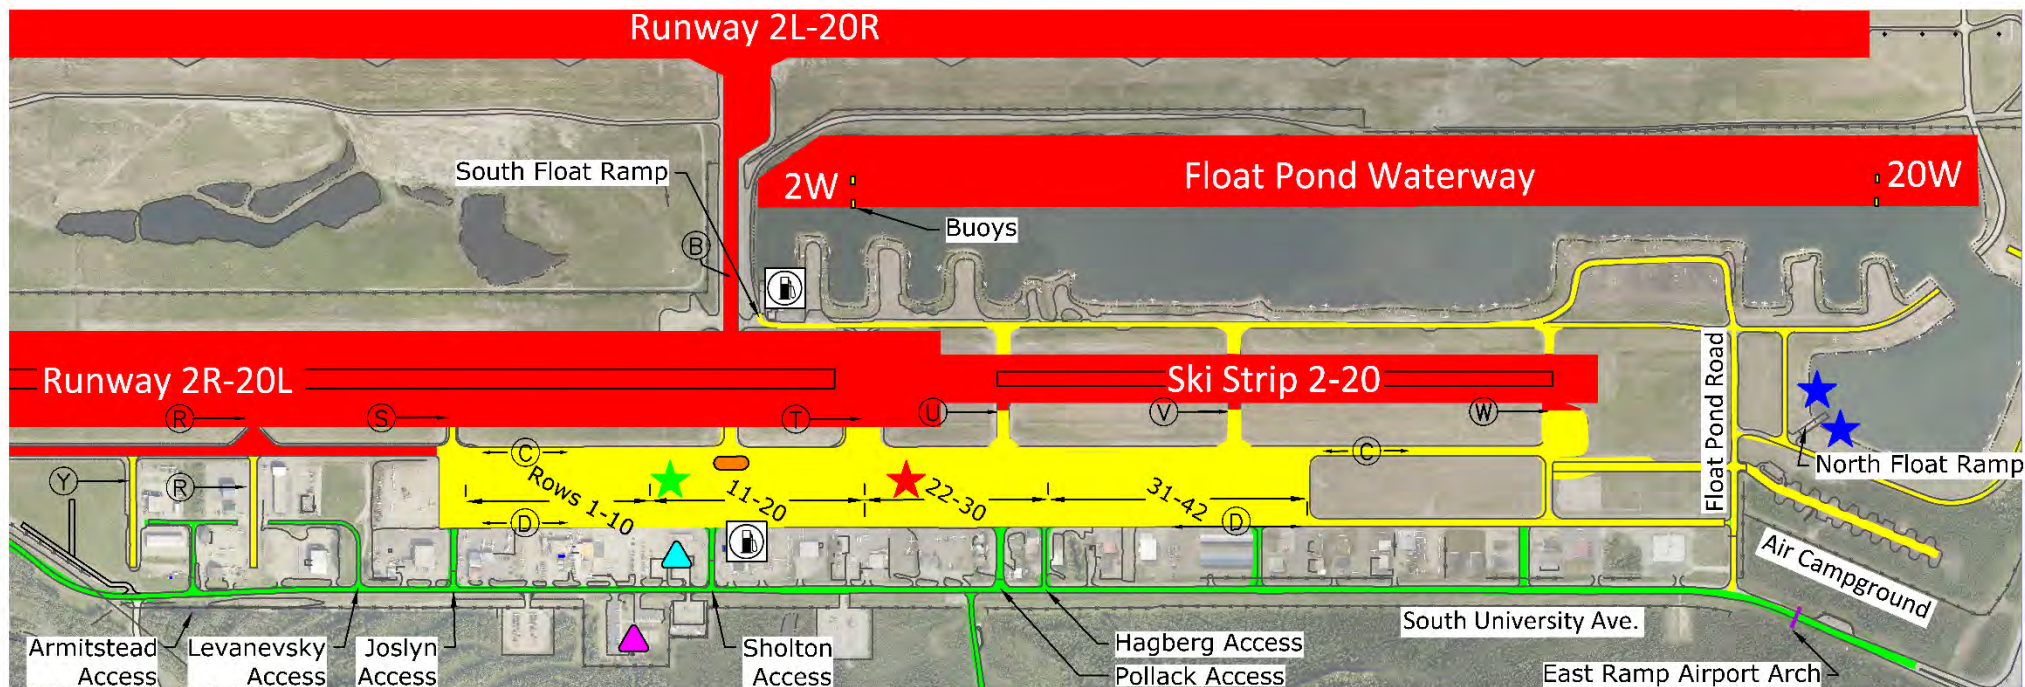 Runway 2L-20R
South Float Ramp
2W
Float Pond Waterway
20W
Buoys
B
Runway 2R-20L
Ski Strip 2-20
Float Pond Road
R
S
T
U
V
W
C
C
Y
R
Rows 1-10
11-20
22-30
31-42
North Float Ramp
D
D
Air Campground
South University Ave.
Armitstead
Access
Levanevsky
Access
Joslyn
Access
Sholton
Access
Hagberg Access
Pollack Access
East Ramp Airport Arch